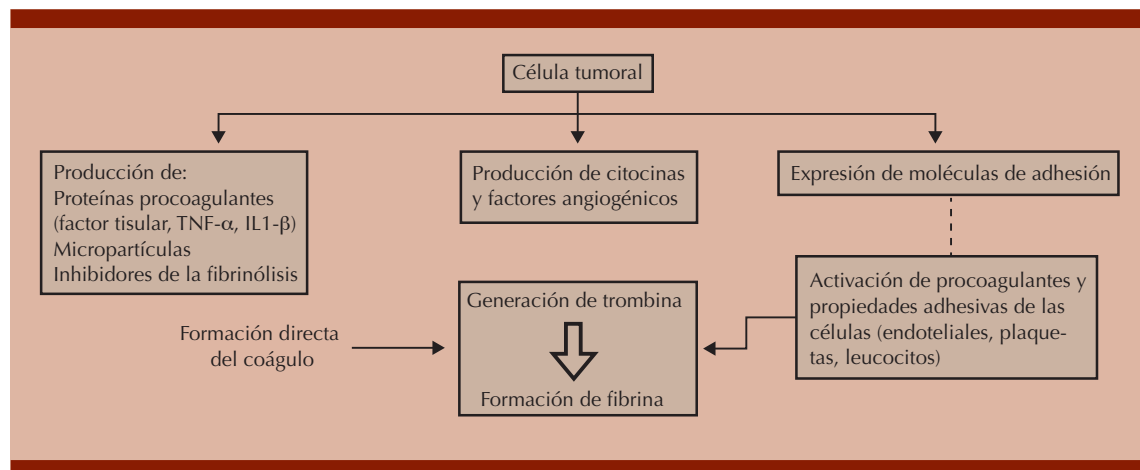 Célula tumoral
Producción de:
Proteínas procoagulantes
(factor tisular, TNF-α, IL1-β)
Micropartículas
Inhibidores de la fibrinólisis
Producción de citocinas
y factores angiogénicos
Expresión de moléculas de adhesión
Activación de procoagulantes y
propiedades adhesivas de las
células (endoteliales, plaque-
tas, leucocitos)
Formación directa
del coágulo
Generación de trombina
Formación de fibrina